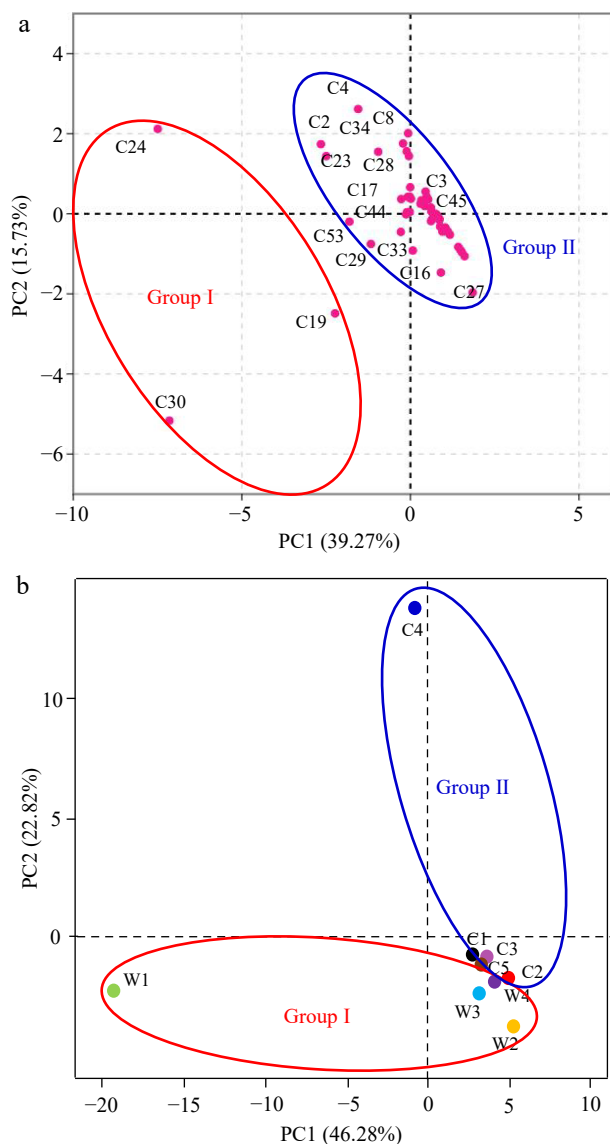 a
4
2
0
−2
−4
−6
C4
C8
C2
C34
C24
C23
C28
C17
C3
C45
C44
C53
C33
C29
C16
C27
C19
C30
Group I
Group II
PC2 (15.73%)
−10
−5
0
5
PC1 (39.27%)
b
10
5
0
C4
Group II
C1
C3
C5
C2
W4
W3
W2
W1
Group I
PC2 (22.82%)
−20
−15
−10
−5
0
5
10
PC1 (46.28%)